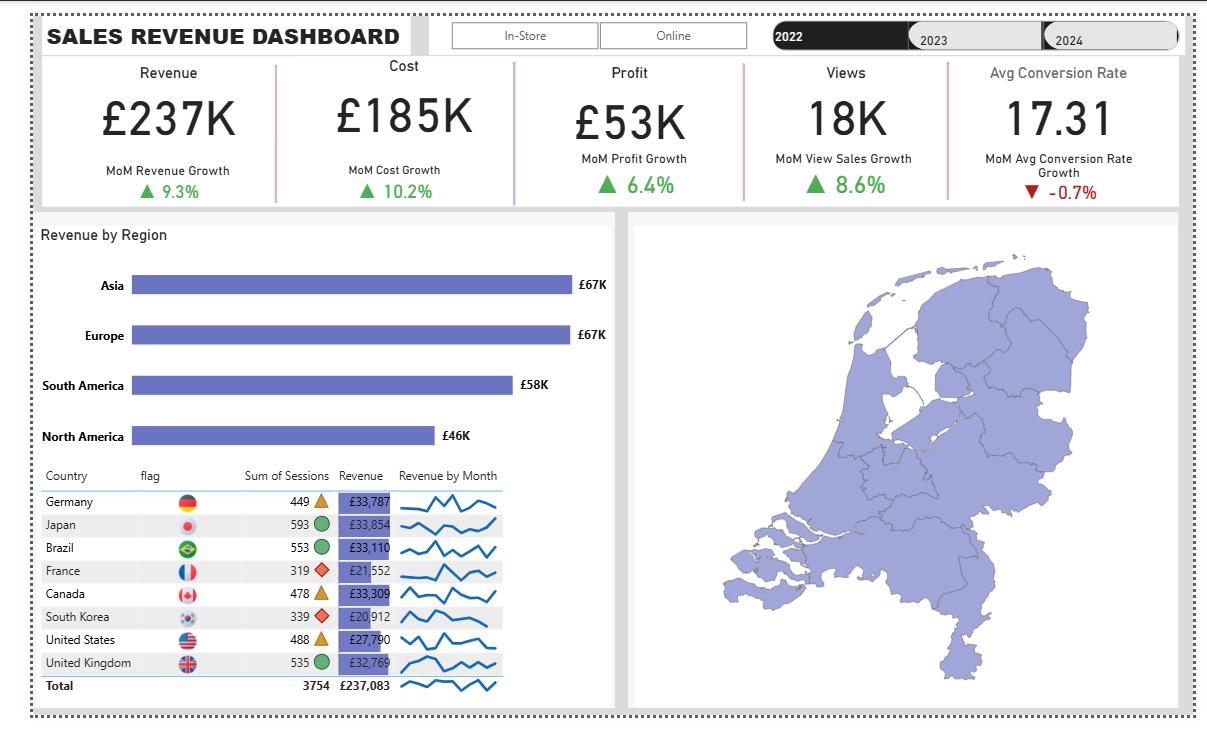 SALES REVENUE DASHBOARD
In-Store
Online
2022
2023
2024
Revenue
£237K
MoM Revenue Growth
▲ 9.3%
Cost
£185K
MoM Cost Growth
▲ 10.2%
Profit
£53K
MoM Profit Growth
▲ 6.4%
Views
18K
MoM View Sales Growth
▲ 8.6%
Avg Conversion Rate
17.31
MoM Avg Conversion Rate
Growth
▼ -0.7%
Revenue by Region
Asia £67K
Europe £67K
South America £58K
North America £46K
Country flag Sum of Sessions Revenue Revenue by Month
Germany 449 £33,787
Japan 593 £33,854
Brazil 553 £33,110
France 319 £21,552
Canada 478 £33,309
South Korea 339 £20,912
United States 488 £27,790
United Kingdom 535 £32,769
Total 3754 £237,083